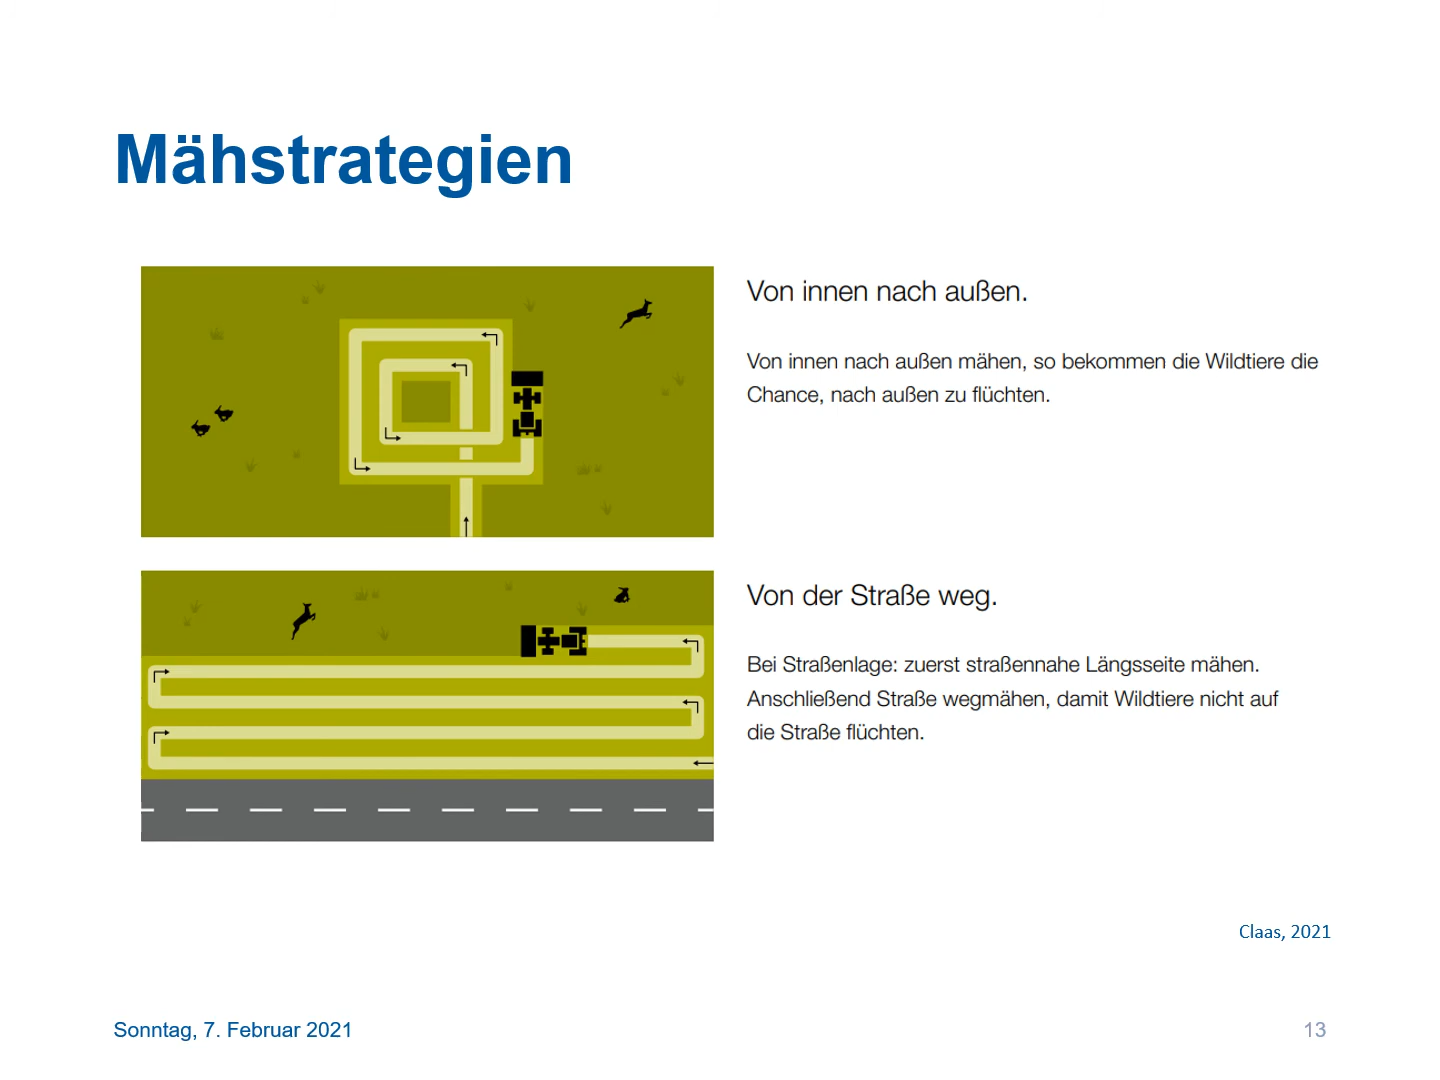 Mähstrategien
Von innen nach außen.
Von innen nach außen mähen, so bekommen die Wildtiere die
Chance, nach außen zu flüchten.
Von der Straße weg.
Bei Straßenlage: zuerst straßennahe Längsseite mähen.
Anschließend Straße wegmähen, damit Wildtiere nicht auf
die Straße flüchten.
Claas, 2021
Sonntag, 7. Februar 2021
13